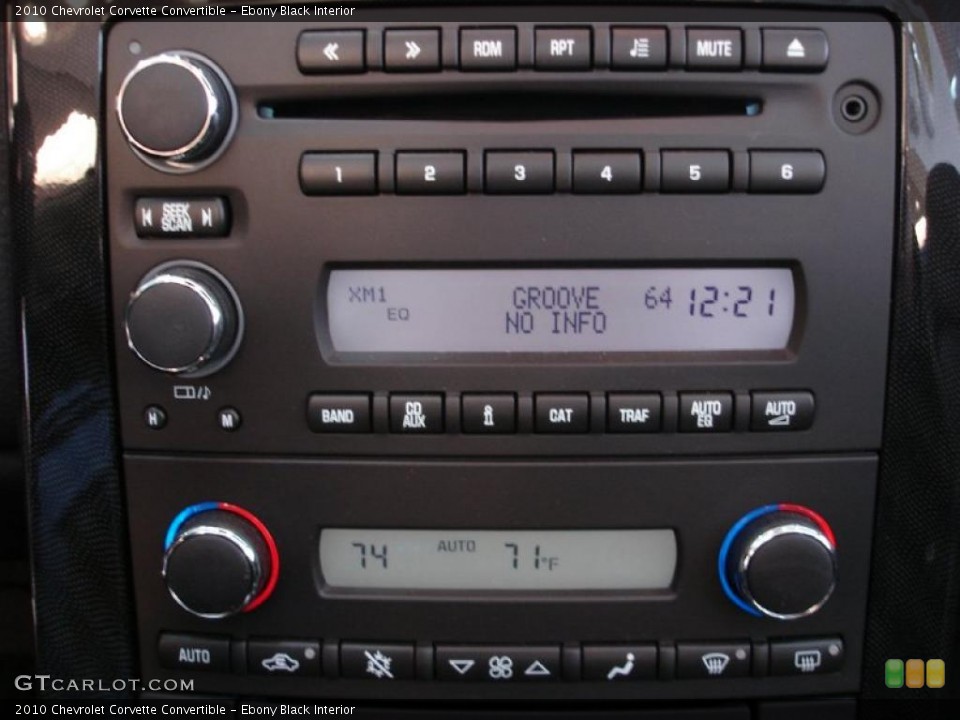 2010 Chevrolet Corvette Convertible - Ebony Black Interior
RDM RPT MUTE
1 2 3 4 5 6
SEEK
SCAN
XM1 GROOVE 64 12:21
EQ NO INFO
H M
BAND CD AUX CAT TRAF AUTO EQ AUTO
74 AUTO 71°F
AUTO
GTCARLOT.COM
2010 Chevrolet Corvette Convertible - Ebony Black Interior